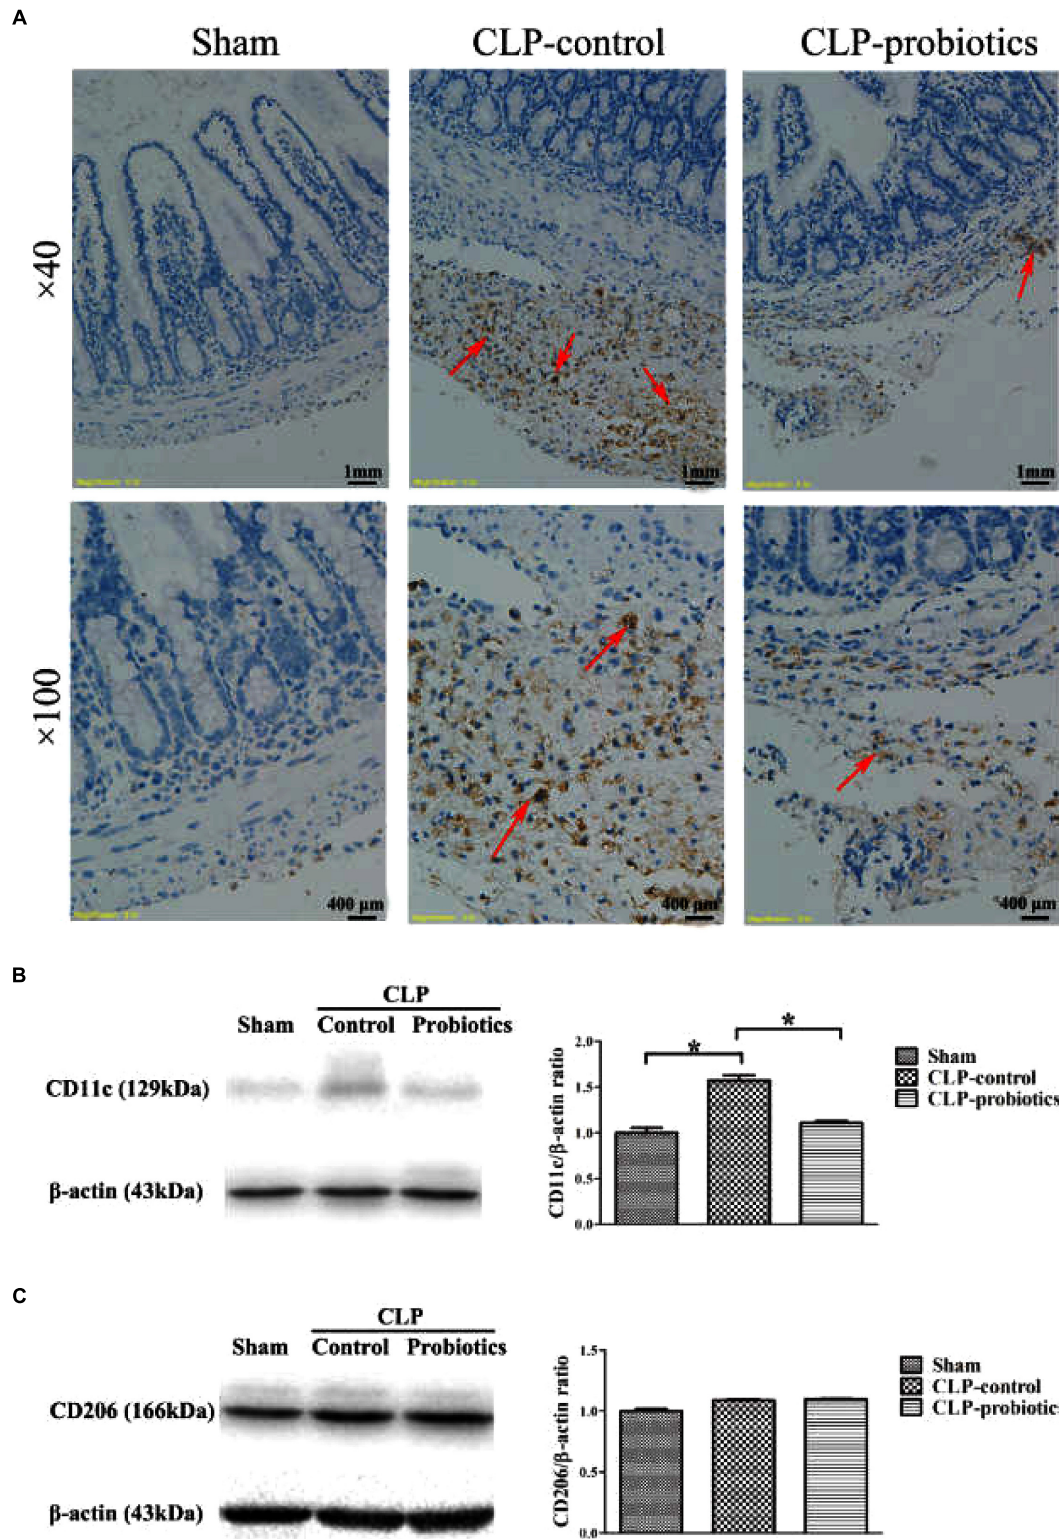 A
Sham CLP-control CLP-probiotics
×40
1mm 1mm 1mm
×100
400 µm 400 µm 400 µm
B
CLP
Sham Control Probiotics
CD11c (129kDa)
β-actin (43kDa)
* *
CD11c/β-actin ratio
2.0
1.5
1.0
0.5
0.0
Sham
CLP-control
CLP-probiotics
C
CLP
Sham Control Probiotics
CD206 (166kDa)
β-actin (43kDa)
CD206/β-actin ratio
1.5
1.0
0.5
0.0
Sham
CLP-control
CLP-probiotics